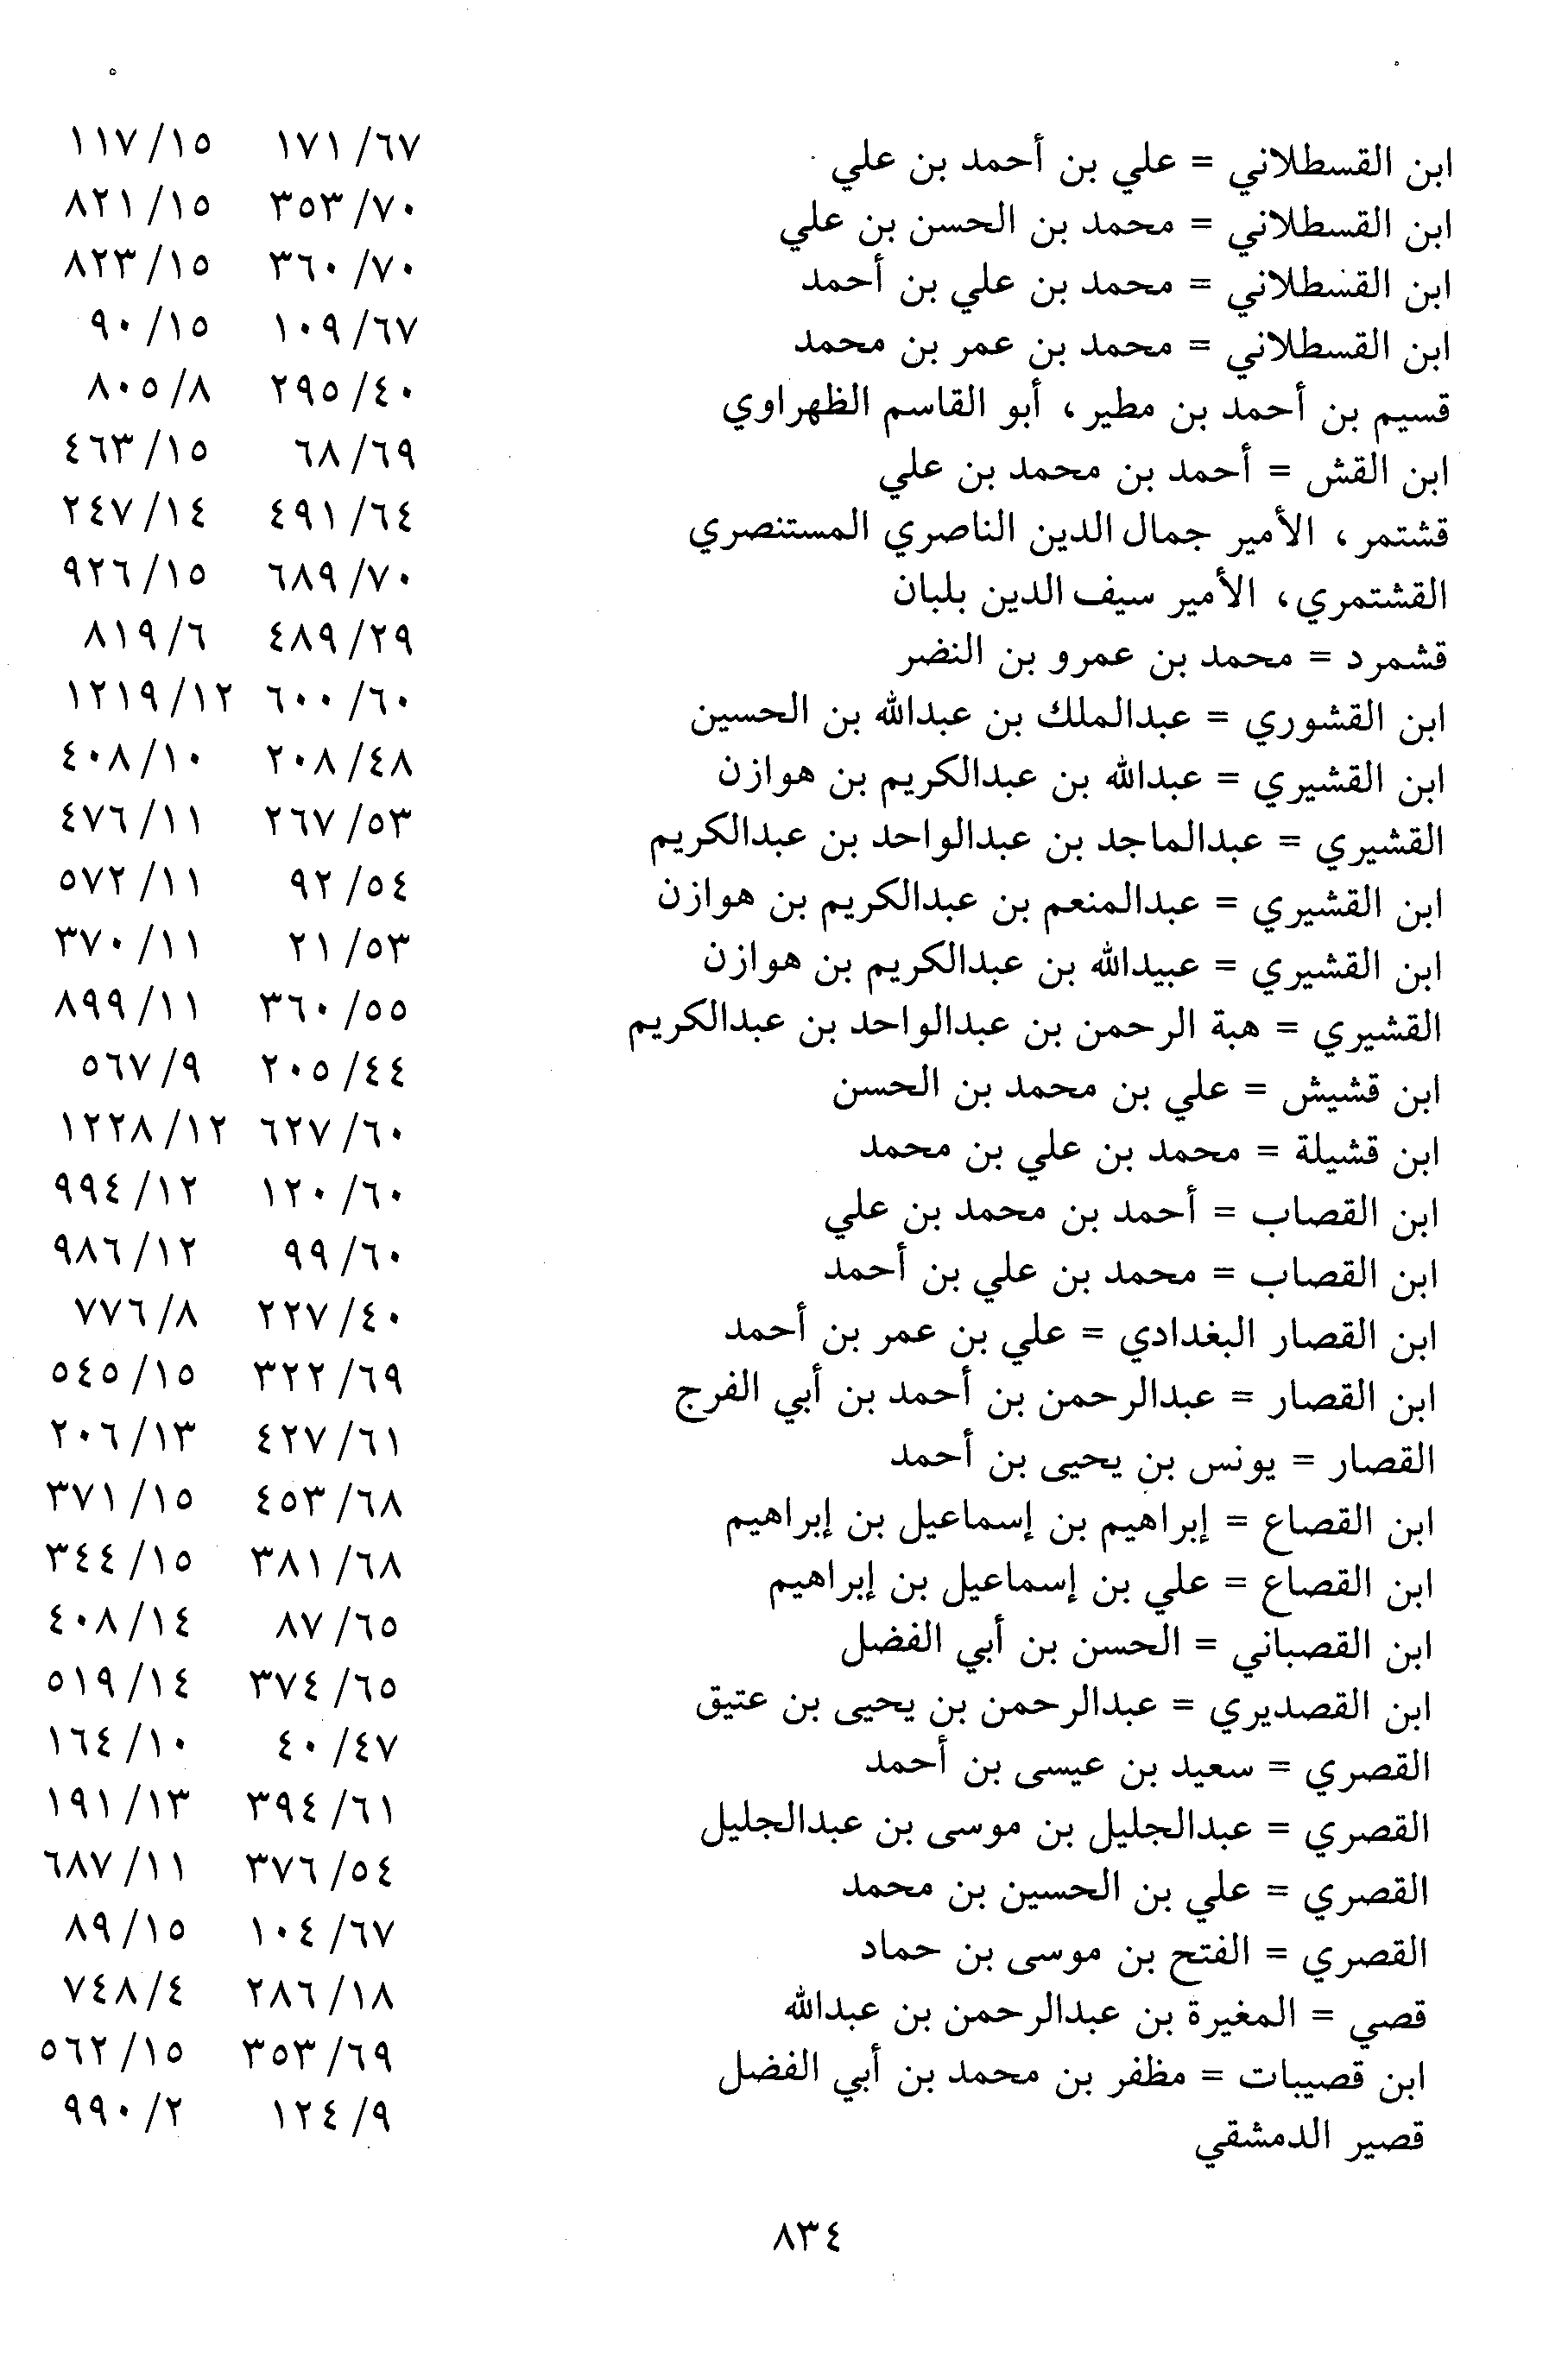 ابن القسطلاني = علي بن أحمد بن علي ٦٧/١٧١ ١٥/١١٧
ابن القسطلاني = محمد بن الحسن بن علي ٧٠/٣٥٣ ١٥/٨٢١
ابن القسطلاني = محمد بن علي بن أحمد ٧٠/٣٦٠ ١٥/٨٢٣
ابن القسطلاني = محمد بن عمر بن محمد ٦٧/١٠٩ ١٥/٩٠
قسيم بن أحمد بن مطير، أبو القاسم الظهراوي ٤٠/٢٩٥ ٨/٨٠٥
ابن القش = أحمد بن محمد بن علي ٦٩/٦٨ ١٥/٤٦٣
قشتمر، الأمير جمال الدين الناصري المستنصري ٦٤/٤٩١ ١٤/٢٤٧
القشتمري، الأمير سيف الدين بلبان ٧٠/٦٨٩ ١٥/٩٢٦
قشمرد = محمد بن عمرو بن النضر ٢٩/٤٨٩ ٦/٨١٩
ابن القشوري = عبدالملك بن عبدالله بن الحسين ٦٠/٦٠٠ ١٢/١٢١٩
ابن القشيري = عبدالله بن عبدالكريم بن هوازن ٤٨/٢٠٨ ١٠/٤٠٨
القشيري = عبدالماجد بن عبدالواحد بن عبدالكريم ٥٣/٢٦٧ ١١/٤٧٦
ابن القشيري = عبدالمنعم بن عبدالكريم بن هوازن ٥٤/٩٢ ١١/٥٧٢
ابن القشيري = عبيدالله بن عبدالكريم بن هوازن ٥٣/٢١ ١١/٣٧٠
القشيري = هبة الرحمن بن عبدالواحد بن عبدالكريم ٥٥/٣٦٠ ١١/٨٩٩
ابن قشيش = علي بن محمد بن الحسن ٤٤/٢٠٥ ٩/٥٦٧
ابن قشيلة = محمد بن علي بن محمد ٦٠/٦٢٧ ١٢/١٢٢٨
ابن القصاب = أحمد بن محمد بن علي ٦٠/١٢٠ ١٢/٩٩٤
ابن القصاب = محمد بن علي بن أحمد ٦٠/٩٩ ١٢/٩٨٦
ابن القصار البغدادي = علي بن عمر بن أحمد ٤٠/٢٢٧ ٨/٧٧٦
ابن القصار = عبدالرحمن بن أحمد بن أبي الفرج ٦٩/٣٢٢ ١٥/٥٤٥
القصار = يونس بن يحيى بن أحمد ٦١/٤٢٧ ١٣/٢٠٦
ابن القصاع = إبراهيم بن إسماعيل بن إبراهيم ٦٨/٤٥٣ ١٥/٣٧١
ابن القصاع = علي بن إسماعيل بن إبراهيم ٦٨/٣٨١ ١٥/٣٤٤
ابن القصباني = الحسن بن أبي الفضل ٦٥/٨٧ ١٤/٤٠٨
ابن القصديري = عبدالرحمن بن يحيى بن عتيق ٦٥/٣٧٤ ١٤/٥١٩
القصري = سعيد بن عيسى بن أحمد ٤٧/٤٠ ١٠/١٦٤
القصري = عبدالجليل بن موسى بن عبدالجليل ٦١/٣٩٤ ١٣/١٩١
القصري = علي بن الحسين بن محمد ٥٤/٣٧٦ ١١/٦٨٧
القصري = الفتح بن موسى بن حماد ٦٧/١٠٤ ١٥/٨٩
قصي = المغيرة بن عبدالرحمن بن عبدالله ١٨/٢٨٦ ٤/٧٤٨
ابن قصيبات = مظفر بن محمد بن أبي الفضل ٦٩/٣٥٣ ١٥/٥٦٢
قصير الدمشقي ٩/١٢٤ ٢/٩٩٠
٨٣٤